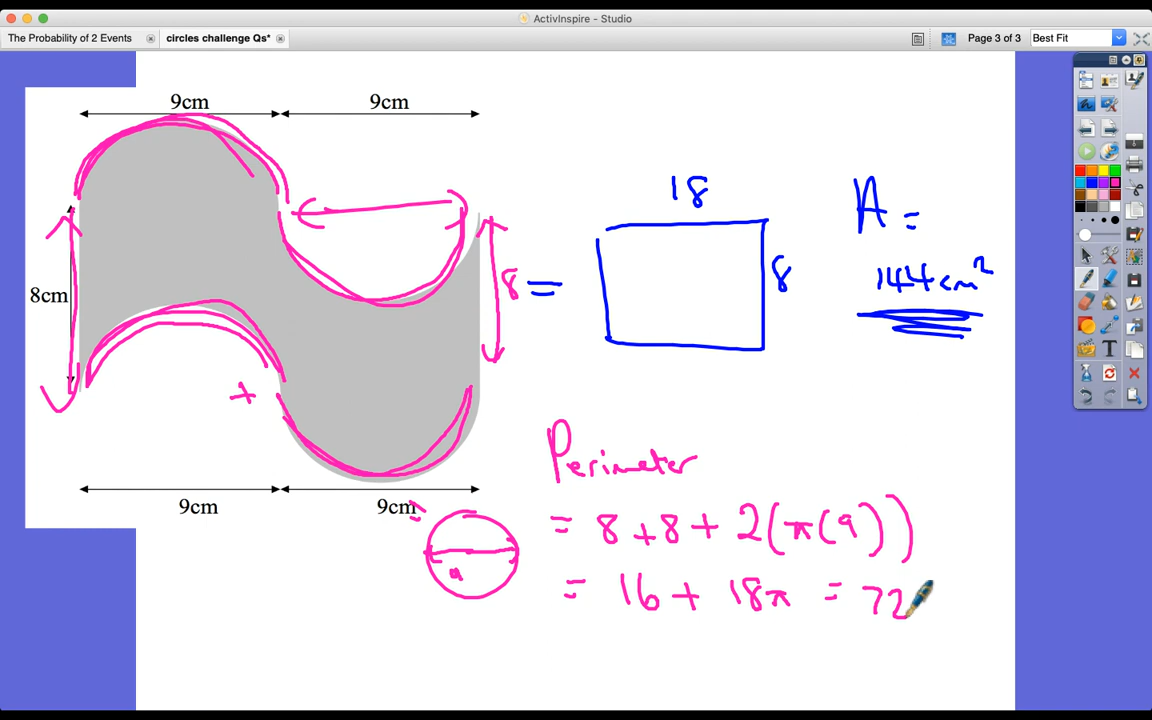 ActivInspire - Studio
The Probability of 2 Events
circles challenge Qs*
Page 3 of 3
Best Fit
9cm 9cm
8cm
8 =
18
8
A =
144cm²
9cm 9cm
9
Perimeter
= 8 + 8 + 2(π(9))
= 16 + 18π = 72